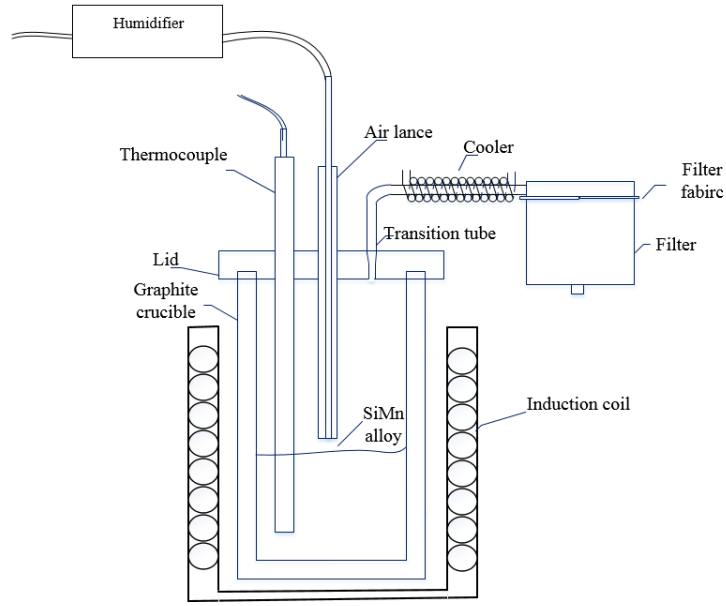 Humidifier
Air lance
Cooler
Thermocouple
Filter
fabirc
Transition tube
Filter
Lid
Graphite
crucible
SiMn
alloy
Induction coil